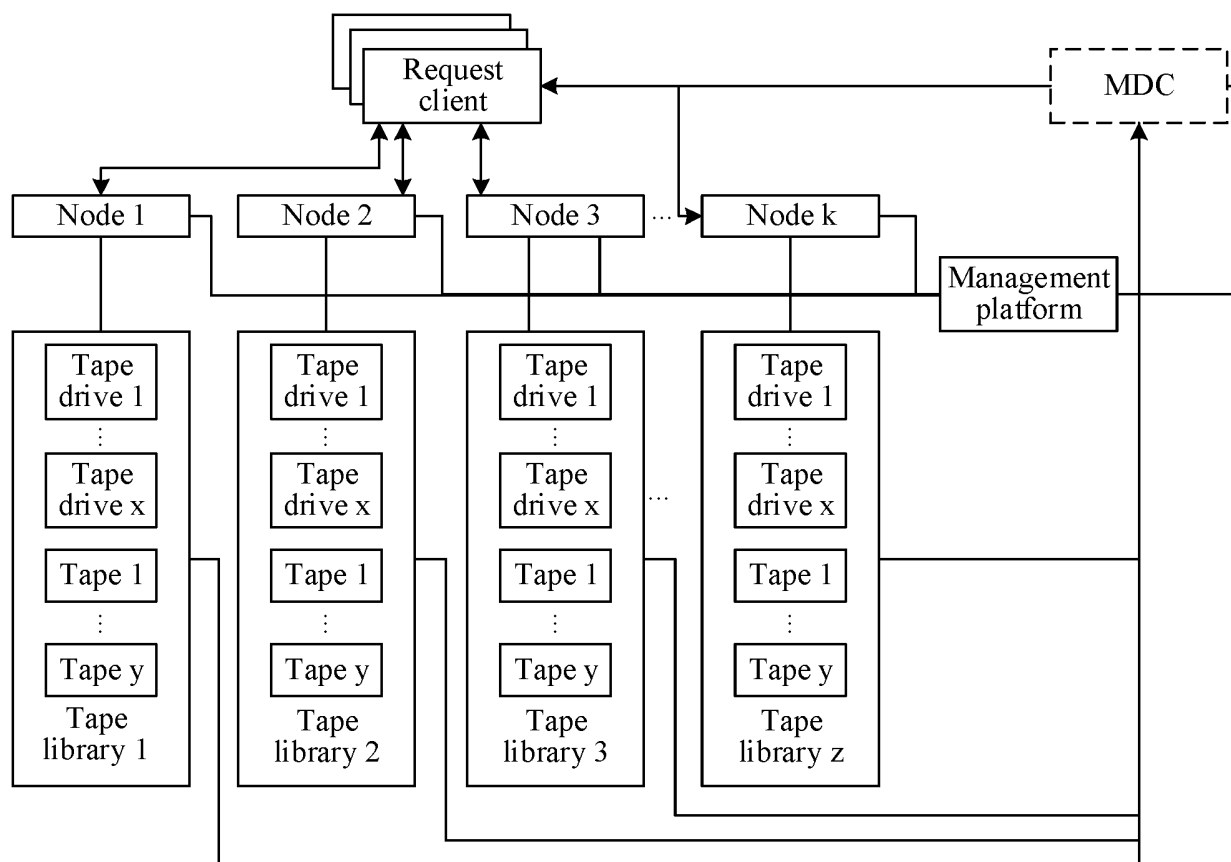 Request
client
MDC
Node 1
Node 2
Node 3
...
Node k
Management
platform
Tape
drive 1
...
Tape
drive x
Tape 1
...
Tape y
Tape
library 1
Tape
drive 1
...
Tape
drive x
Tape 1
...
Tape y
Tape
library 2
Tape
drive 1
...
Tape
drive x
Tape 1
...
Tape y
Tape
library 3
...
Tape
drive 1
...
Tape
drive x
Tape 1
...
Tape y
Tape
library z